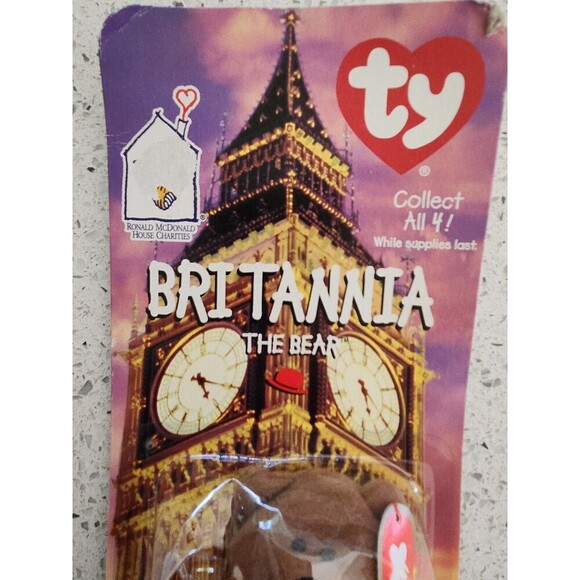 ty
®
Collect
All 4!
While supplies last.
®
RONALD McDONALD
HOUSE CHARITIES
BRITANNIA
THE BEAR